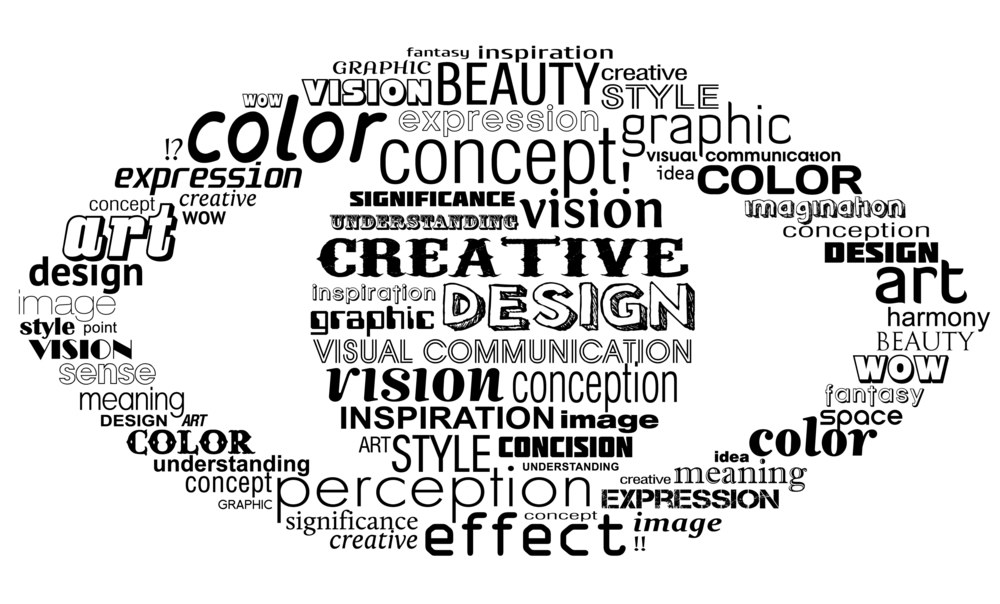 fantasy inspiration
GRAPHIC
VISION
BEAUTY
creative
STYLE
WOW
color
expression
graphic
!?
concept!
visual communication
idea
COLOR
expression
creative
concept
WOW
art
SIGNIFICANCE
vision
imagination
UNDERSTANDING
conception
CREATIVE
DESIGN
design
art
image
inspiration
DESIGN
harmony
style point
graphic
BEAUTY
VISION
VISUAL COMMUNICATION
WOW
sense
vision conception
fantasy
meaning
INSPIRATION image
space
DESIGN ART
COLOR
ART STYLE CONCISION
color
understanding
UNDERSTANDING
idea
concept
perception
creative meaning
GRAPHIC
EXPRESSION
significance
concept
image
creative
effect
!!